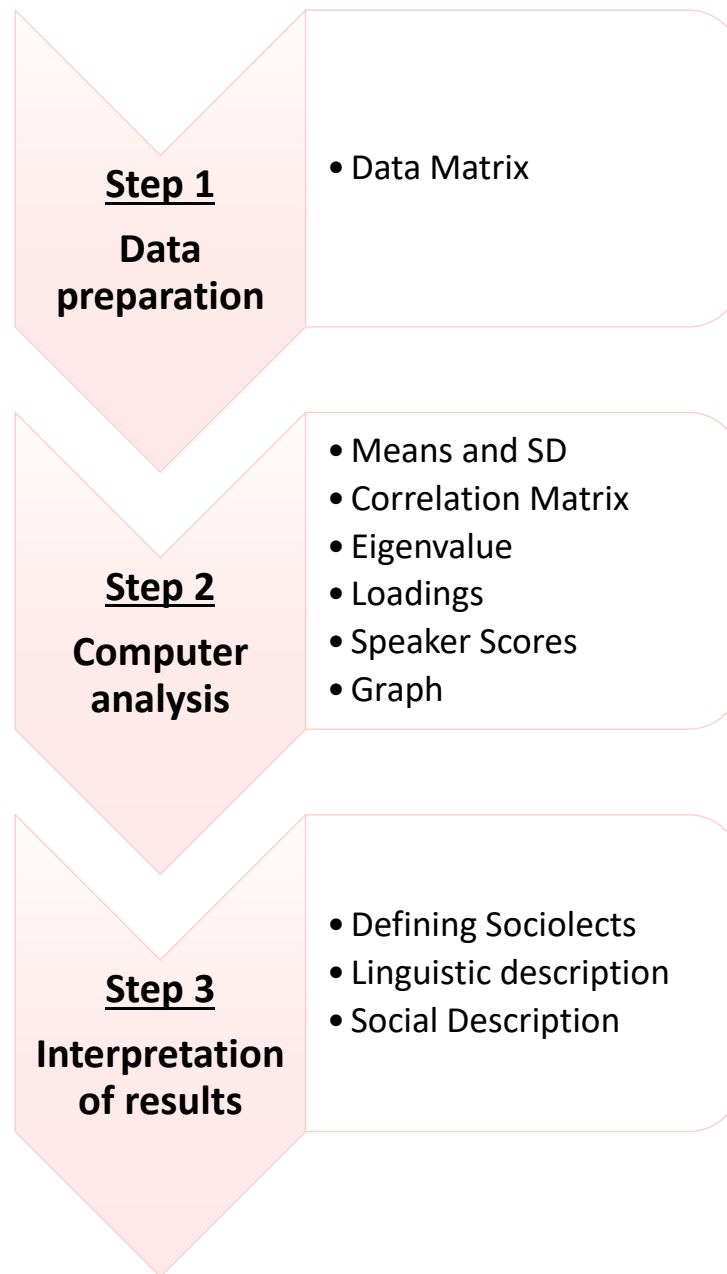 Step 1
Data
preparation
• Data Matrix
Step 2
Computer
analysis
• Means and SD
• Correlation Matrix
• Eigenvalue
• Loadings
• Speaker Scores
• Graph
Step 3
Interpretation
of results
• Defining Sociolects
• Linguistic description
• Social Description